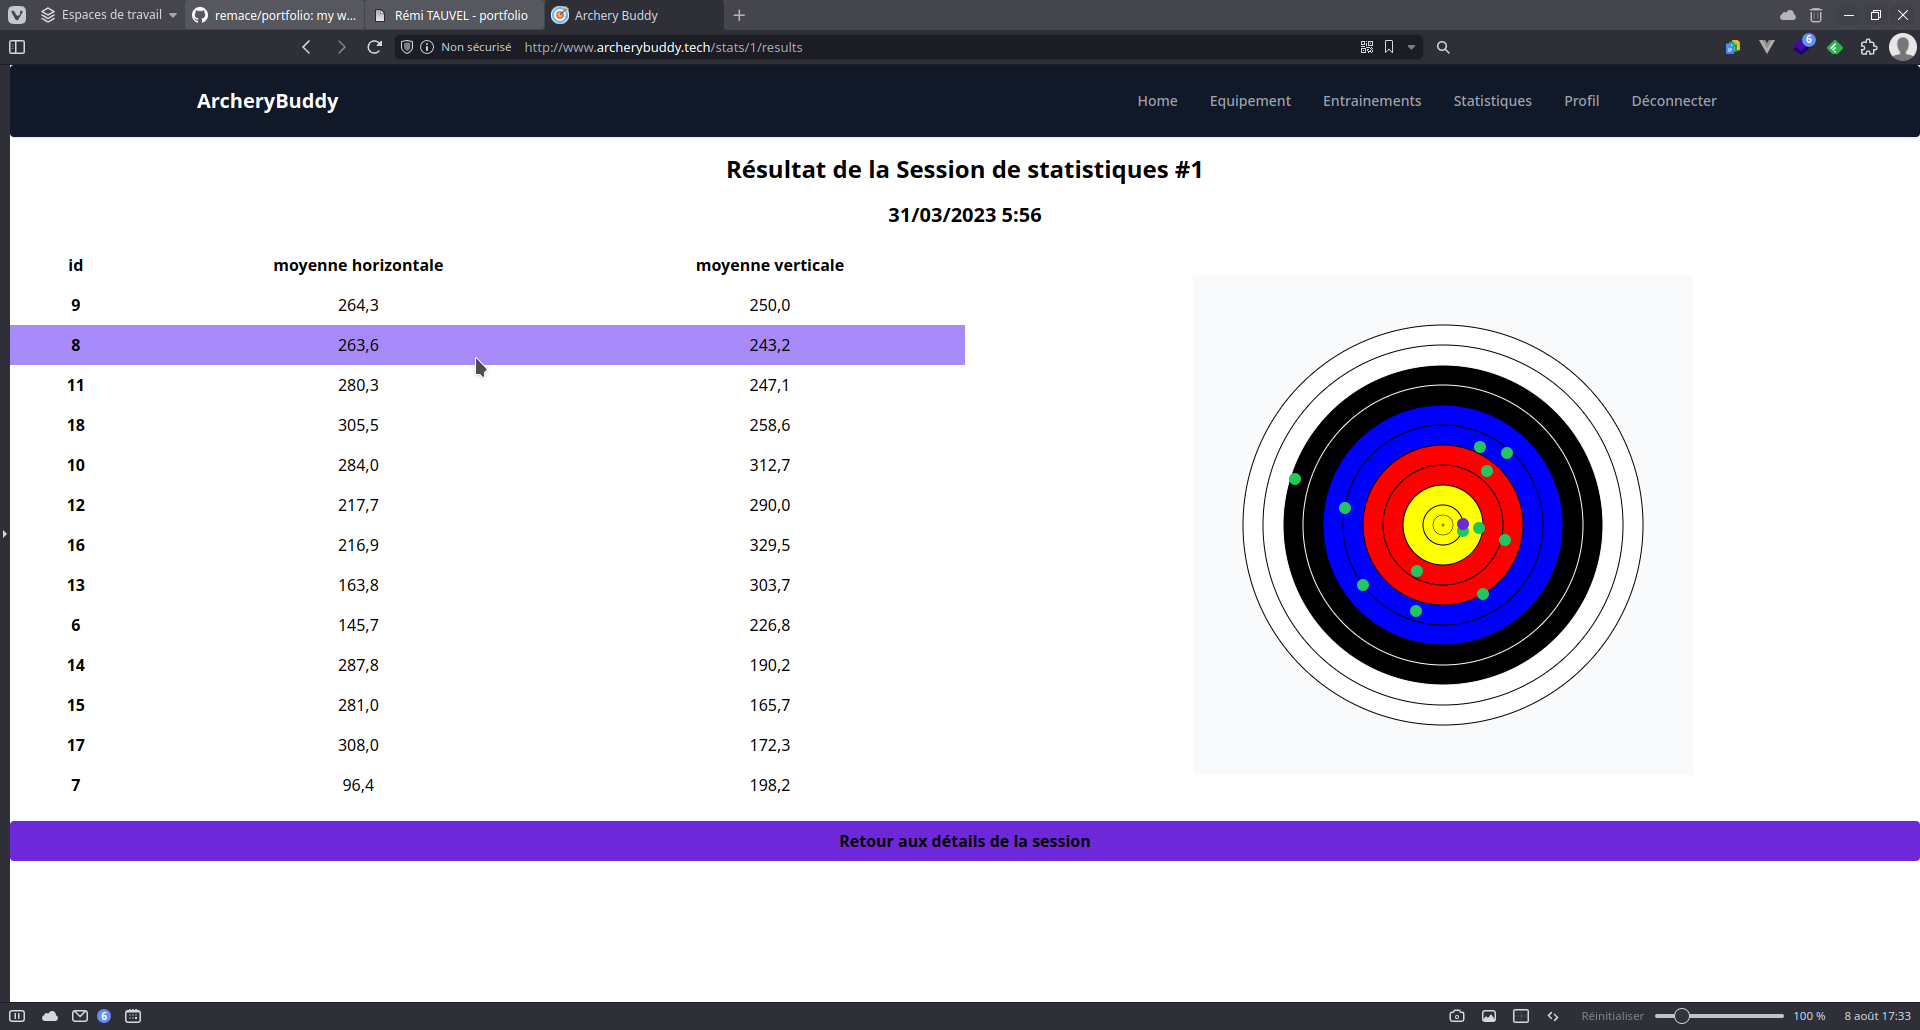 Espaces de travail
remace/portfolio: my w...
Rémi TAUVEL - portfolio
Archery Buddy
Non sécurisé
http://www.archerybuddy.tech/stats/1/results
6
ArcheryBuddy
Home Equipement Entrainements Statistiques Profil Déconnecter
Résultat de la Session de statistiques #1
31/03/2023 5:56
id moyenne horizontale moyenne verticale
9 264,3 250,0
8 263,6 243,2
11 280,3 247,1
18 305,5 258,6
10 284,0 312,7
12 217,7 290,0
16 216,9 329,5
13 163,8 303,7
6 145,7 226,8
14 287,8 190,2
15 281,0 165,7
17 308,0 172,3
7 96,4 198,2
Retour aux détails de la session
6
Réinitialiser 100 % 8 août 17:33